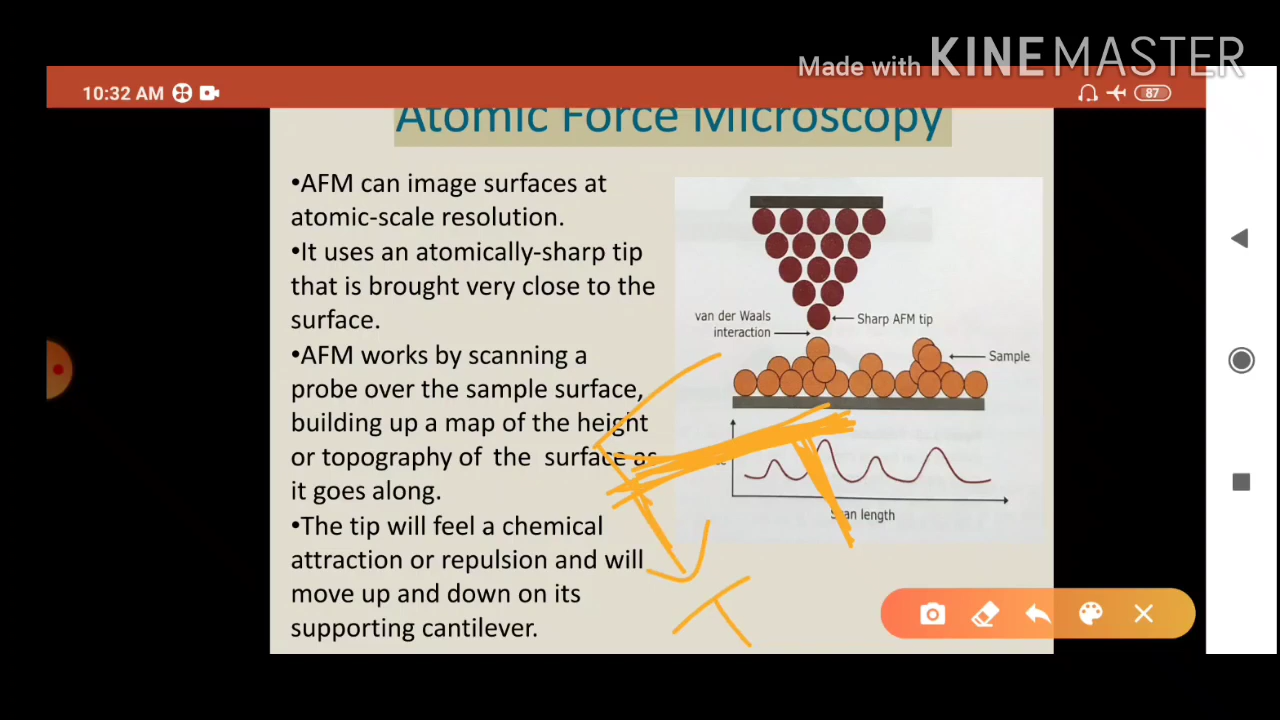 Made with KINEMASTER
10:32 AM
87
Atomic Force Microscopy
•AFM can image surfaces at
atomic-scale resolution.
•It uses an atomically-sharp tip
that is brought very close to the
surface.
•AFM works by scanning a
probe over the sample surface,
building up a map of the height
or topography of the surface as
it goes along.
•The tip will feel a chemical
attraction or repulsion and will
move up and down on its
supporting cantilever.
van der Waals
interaction
Sharp AFM tip
Sample
length